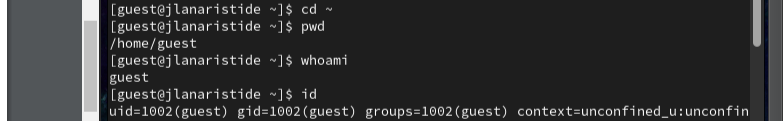 [guest@jlanaristide ~]$ cd ~
[guest@jlanaristide ~]$ pwd
/home/guest
[guest@jlanaristide ~]$ whoami
guest
[guest@jlanaristide ~]$ id
uid=1002(guest) gid=1002(guest) groups=1002(guest) context=unconfined_u:unconfin